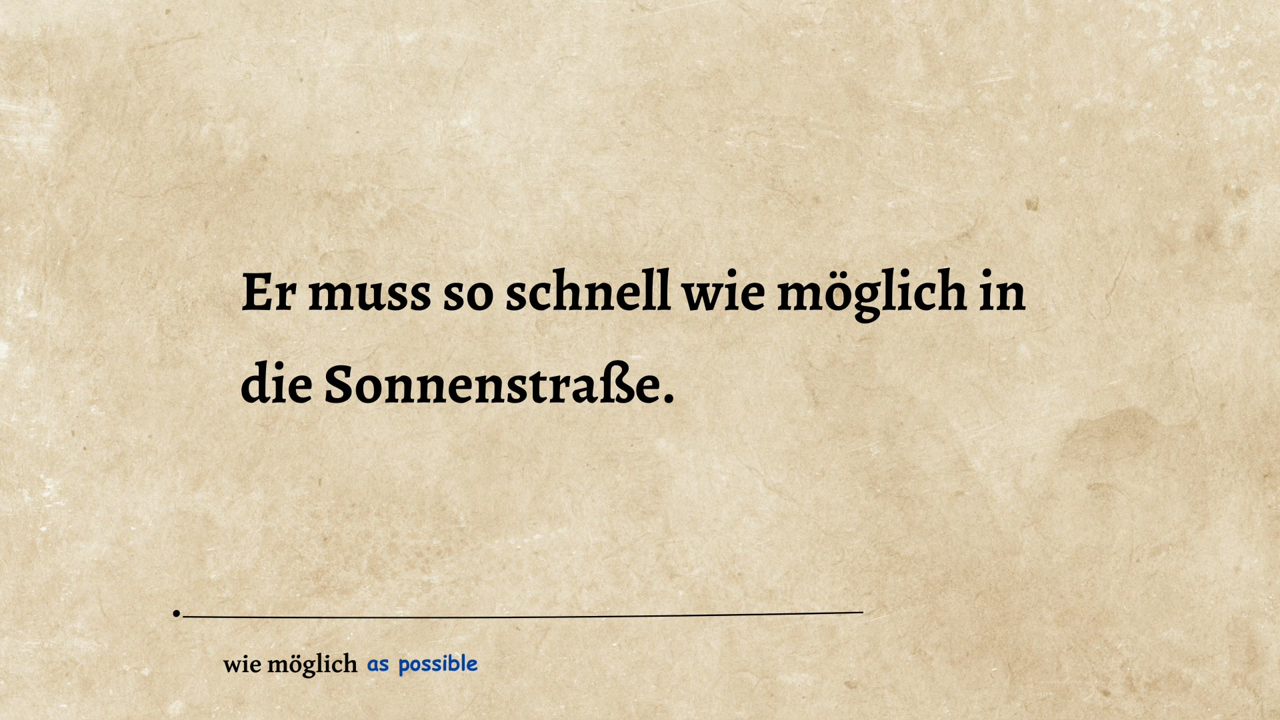 Er muss so schnell wie möglich in
die Sonnenstraße.
wie möglich as possible